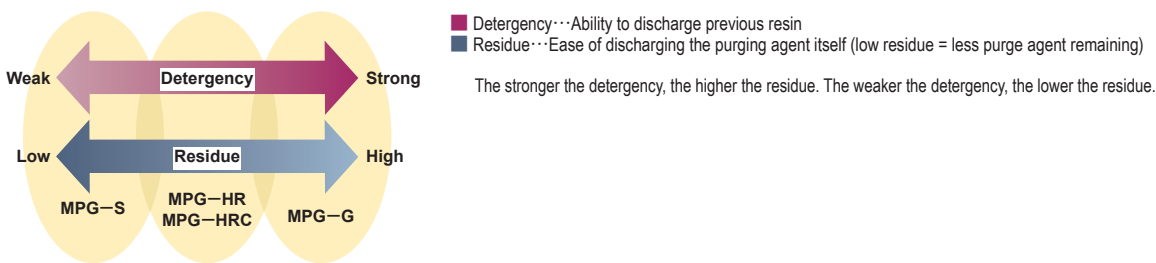 Detergency···Ability to discharge previous resin
Residue···Ease of discharging the purging agent itself (low residue = less purge agent remaining)
The stronger the detergency, the higher the residue. The weaker the detergency, the lower the residue.
Weak Detergency Strong
Low Residue High
MPG−S
MPG−HR
MPG−HRC
MPG−G